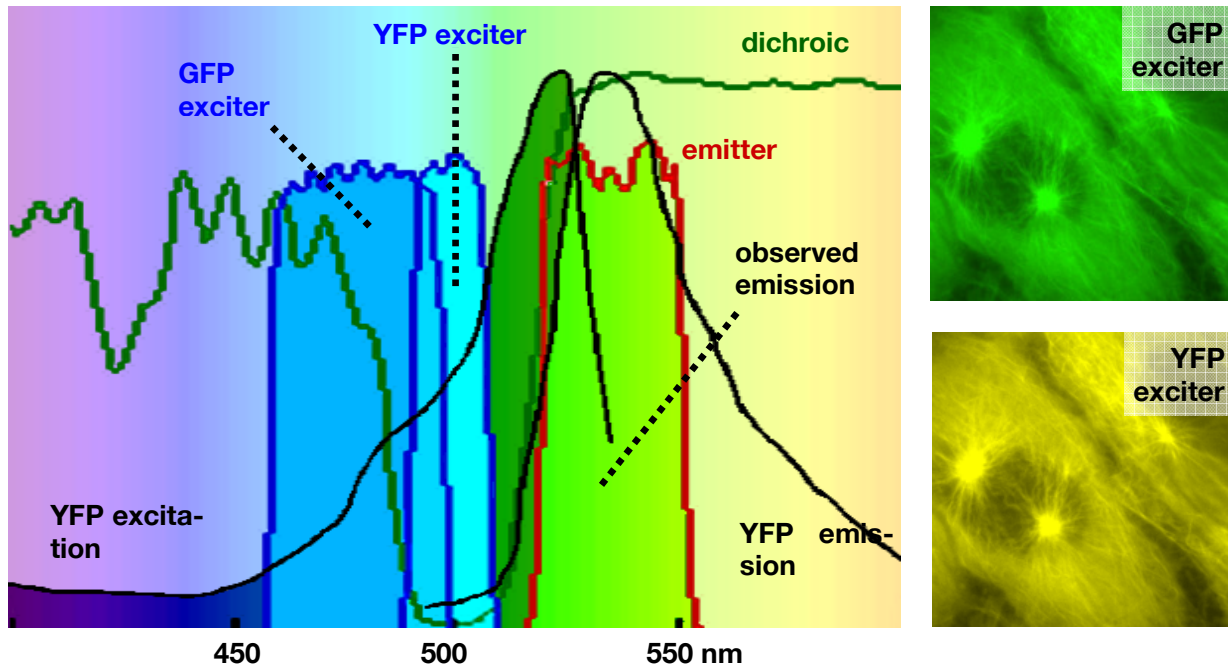 YFP exciter
dichroic
GFP
exciter
emitter
observed
emission
YFP excita-
tion
YFP emis-
sion
450
500
550 nm
GFP
exciter
YFP
exciter